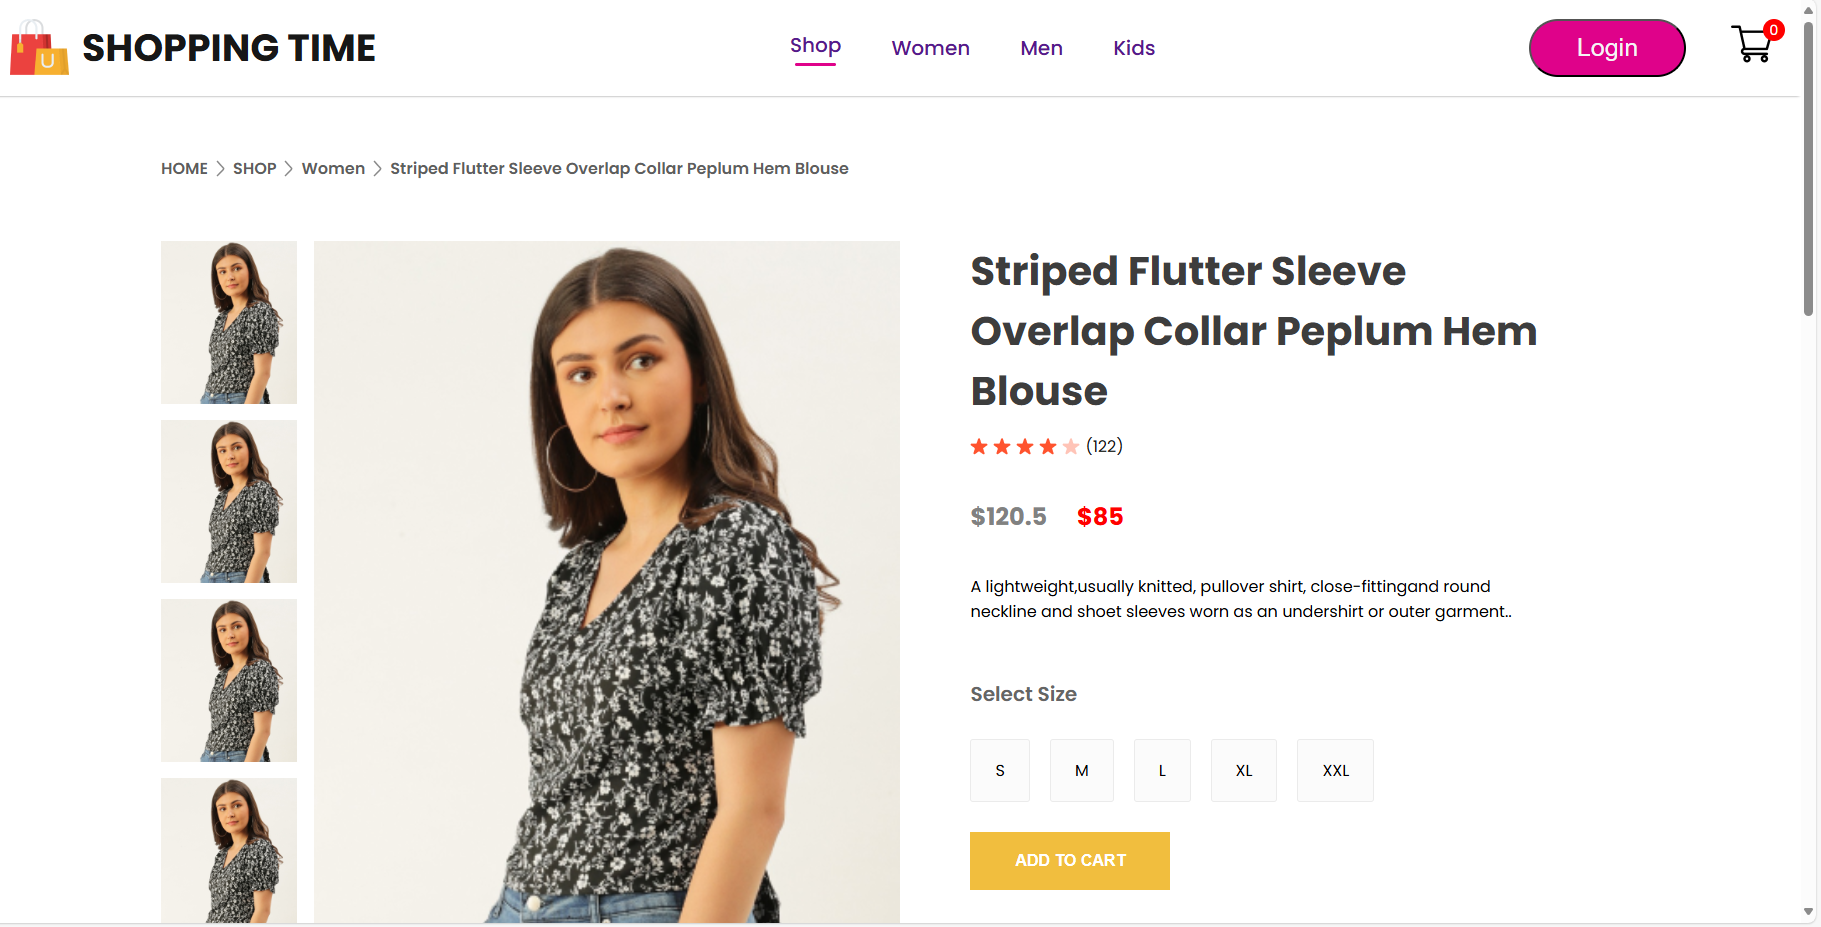 SHOPPING TIME
Shop
Women
Men
Kids
Login
0
U
HOME > SHOP > Women > Striped Flutter Sleeve Overlap Collar Peplum Hem Blouse
Striped Flutter Sleeve
Overlap Collar Peplum Hem
Blouse
(122)
$120.5 $85
A lightweight,usually knitted, pullover shirt, close-fittingand round
neckline and shoet sleeves worn as an undershirt or outer garment..
Select Size
S
M
L
XL
XXL
ADD TO CART